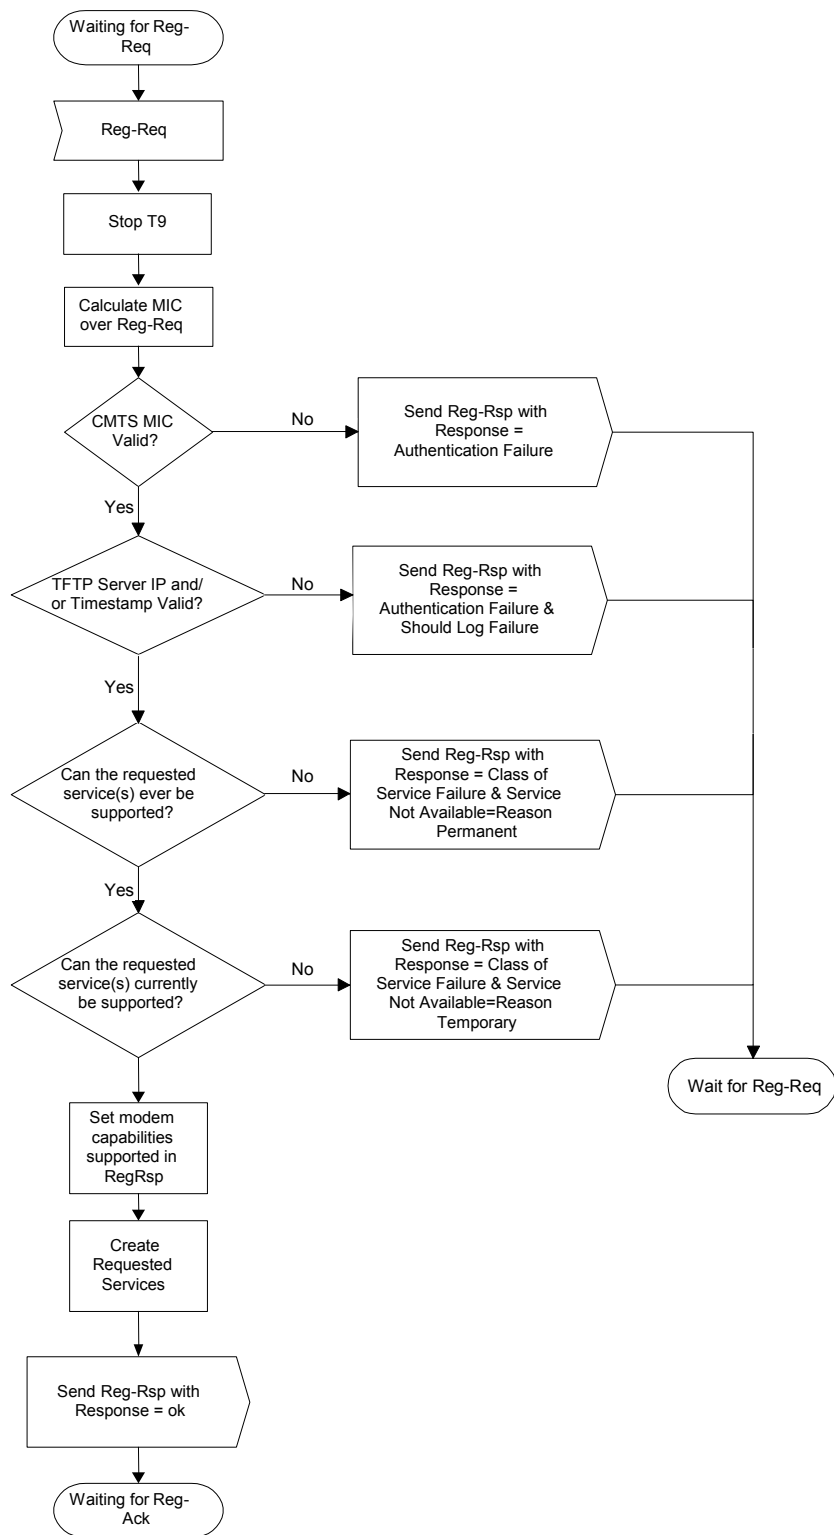 Waiting for Reg-
Req
Reg-Req
Stop T9
Calculate MIC
over Reg-Req
CMTS MIC
Valid?
No
Send Reg-Rsp with
Response =
Authentication Failure
Yes
TFTP Server IP and/
or Timestamp Valid?
No
Send Reg-Rsp with
Response =
Authentication Failure &
Should Log Failure
Yes
Can the requested
service(s) ever be
supported?
No
Send Reg-Rsp with
Response = Class of
Service Failure & Service
Not Available=Reason
Permanent
Yes
Can the requested
service(s) currently
be supported?
No
Send Reg-Rsp with
Response = Class of
Service Failure & Service
Not Available=Reason
Temporary
Wait for Reg-Req
Set modem
capabilities
supported in
RegRsp
Create
Requested
Services
Send Reg-Rsp with
Response = ok
Waiting for Reg-
Ack